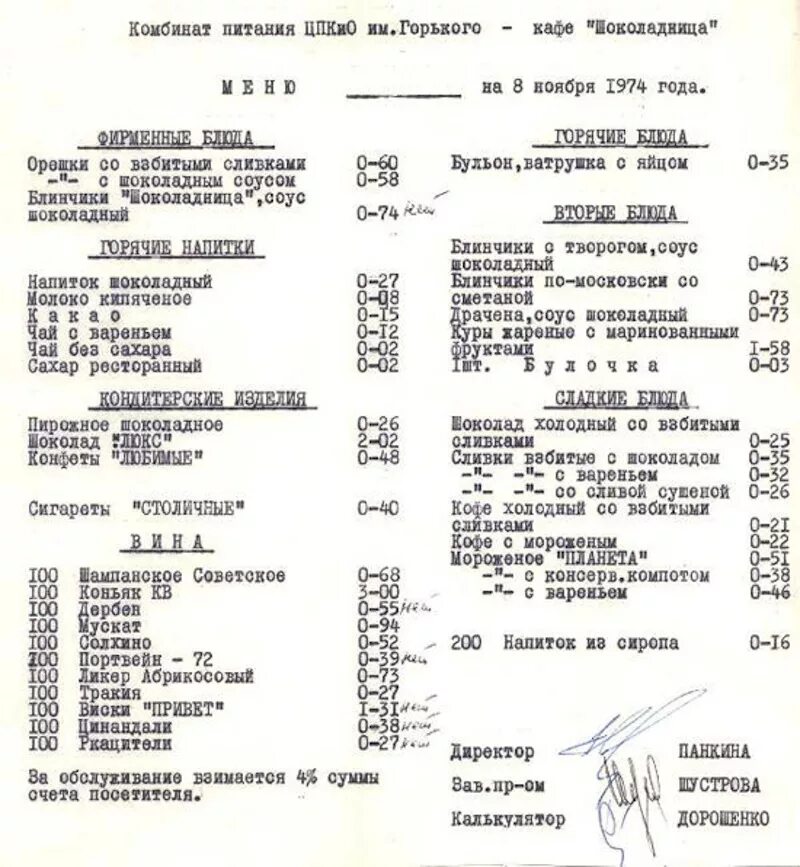 Комбинат питания ЦПКиО им.Горького - кафе "Шоколадница"
МЕНЮ на 8 ноября 1974 года.
ФИРМЕННЫЕ БЛЮДА
Орешки со взбитыми сливками 0-60
-"- с шоколадным соусом 0-58
Блинчики "Шоколадница",соус
шоколадный 0-74 нет
ГОРЯЧИЕ НАПИТКИ
Напиток шоколадный 0-27
Молоко кипяченое 0-08
Какао 0-15
Чай с вареньем 0-12
Чай без сахара 0-02
Сахар ресторанный 0-02
КОНДИТЕРСКИЕ ИЗДЕЛИЯ
Пирожное шоколадное 0-26
Шоколад "ЛЮКС" 2-02
Конфеты "ЛЮБИМЫЕ" 0-48
Сигареты "СТОЛИЧНЫЕ" 0-40
ВИНА
100 Шампанское Советское 0-68
100 Коньяк КВ 3-00
100 Дербен 0-55 нет
100 Мускат 0-94
100 Солхино 0-52
100 Портвейн - 72 0-39 нет
100 Ликер Абрикосовый 0-73
100 Тракия 0-27
100 Виски "ПРИВЕТ" 1-31 нет
100 Цинандали 0-38 нет
100 Ркацители 0-27 нет
За обслуживание взимается 4% суммы
счета посетителя.
ГОРЯЧИЕ БЛЮДА
Бульон,ватрушка с яйцом 0-35
ВТОРЫЕ БЛЮДА
Блинчики с творогом,соус
шоколадный 0-43
Блинчики по-московски со
сметаной 0-73
Драчена,соус шоколадный 0-73
Куры жареные с маринованными
фруктами 1-58
1шт. Булочка 0-03
СЛАДКИЕ БЛЮДА
Шоколад холодный со взбитыми
сливками 0-25
Сливки взбитые с шоколадом 0-35
-"- -"- с вареньем 0-32
-"- -"- со сливой сушеной 0-26
Кофе холодный со взбитыми
сливками 0-21
Кофе с мороженым 0-22
Мороженое "ПЛАНЕТА" 0-51
-"- с консерв.компотом 0-38
-"- с вареньем 0-46
200 Напиток из сиропа 0-16
Директор ПАНКИНА
Зав.пр-ом ШУСТРОВА
Калькулятор ДОРОШЕНКО